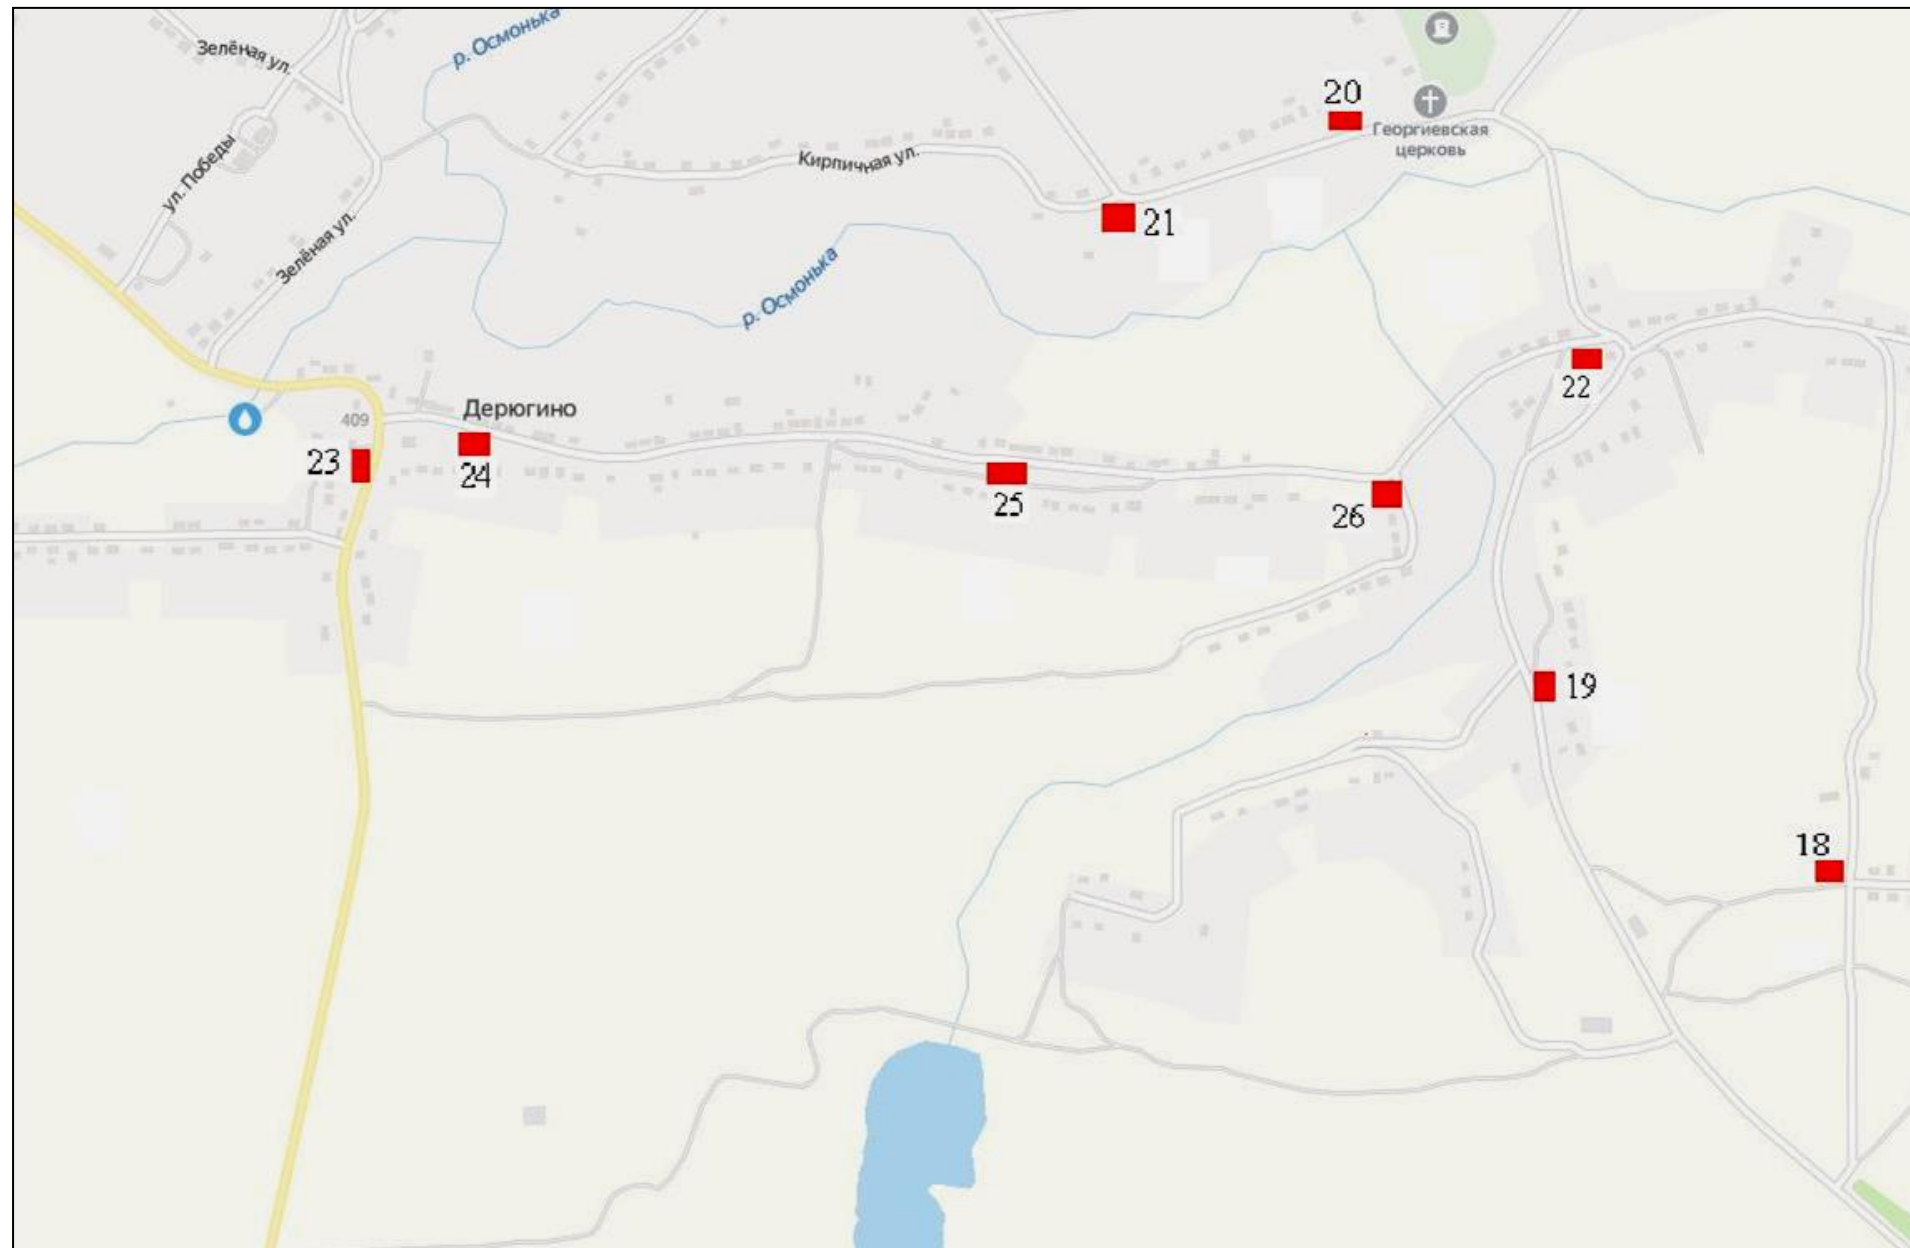 р. Осмонька
Зелёная ул.
20
Георгиевская
церковь
ул. Победы
Кирпичная ул.
21
Зелёная ул.
р. Осмонька
22
409
Дерюгино
23
24
25
26
19
18